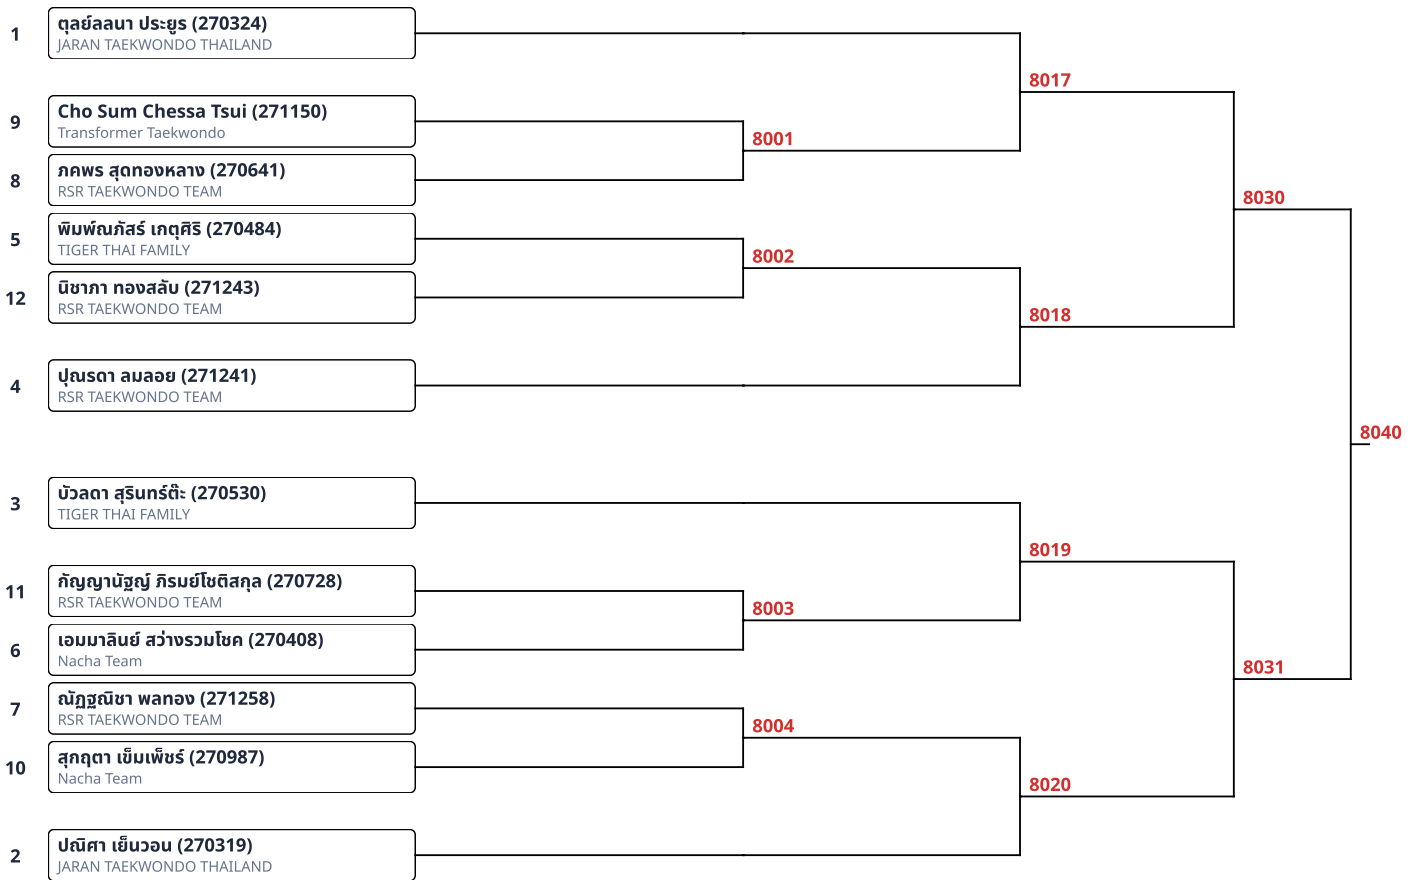 1
ตุลย์ลลนา ประยูร (270324)
JARAN TAEKWONDO THAILAND
8017
9
Cho Sum Chessa Tsui (271150)
Transformer Taekwondo
8001
8
ภคพร สุดทองหลาง (270641)
RSR TAEKWONDO TEAM
8030
5
พิมพ์ณภัสร์ เกตุศิริ (270484)
TIGER THAI FAMILY
8002
12
นิชาภา ทองสลับ (271243)
RSR TAEKWONDO TEAM
8018
4
ปุณรดา ลมลอย (271241)
RSR TAEKWONDO TEAM
8040
3
บัวลดา สุรินทร์ต๊ะ (270530)
TIGER THAI FAMILY
8019
11
กัญญานัฐญ์ ภิรมย์โชติสกุล (270728)
RSR TAEKWONDO TEAM
8003
6
เอมมาลินย์ สว่างรวมโชค (270408)
Nacha Team
8031
7
ณัฏฐณิชา พลทอง (271258)
RSR TAEKWONDO TEAM
8004
10
สุกฤตา เข็มเพ็ชร์ (270987)
Nacha Team
8020
2
ปณิศา เย็นวอน (270319)
JARAN TAEKWONDO THAILAND